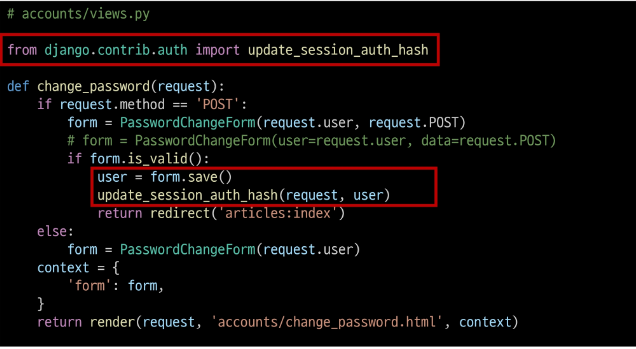 # accounts/views.py
from django.contrib.auth import update_session_auth_hash
def change_password(request):
    if request.method == 'POST':
        form = PasswordChangeForm(request.user, request.POST)
        # form = PasswordChangeForm(user=request.user, data=request.POST)
        if form.is_valid():
            user = form.save()
            update_session_auth_hash(request, user)
            return redirect('articles:index')
    else:
        form = PasswordChangeForm(request.user)
    context = {
        'form': form,
    }
    return render(request, 'accounts/change_password.html', context)